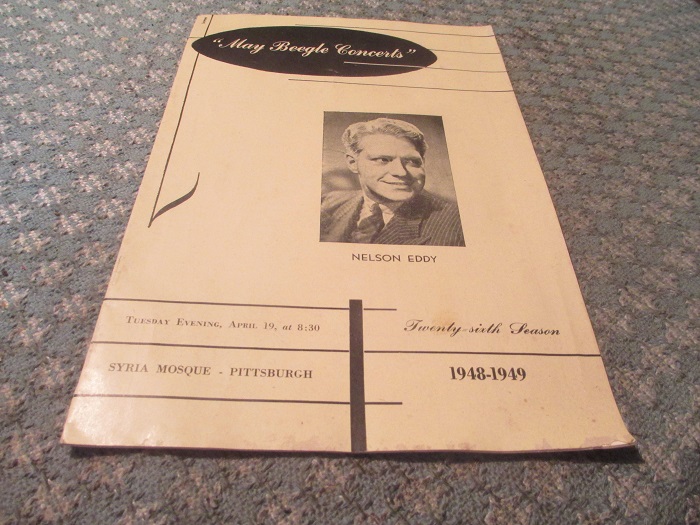 "May Beegle Concerts"
NELSON EDDY
Tuesday Evening, April 19, at 8:30
SYRIA MOSQUE - PITTSBURGH
Twenty-sixth Season
1948-1949